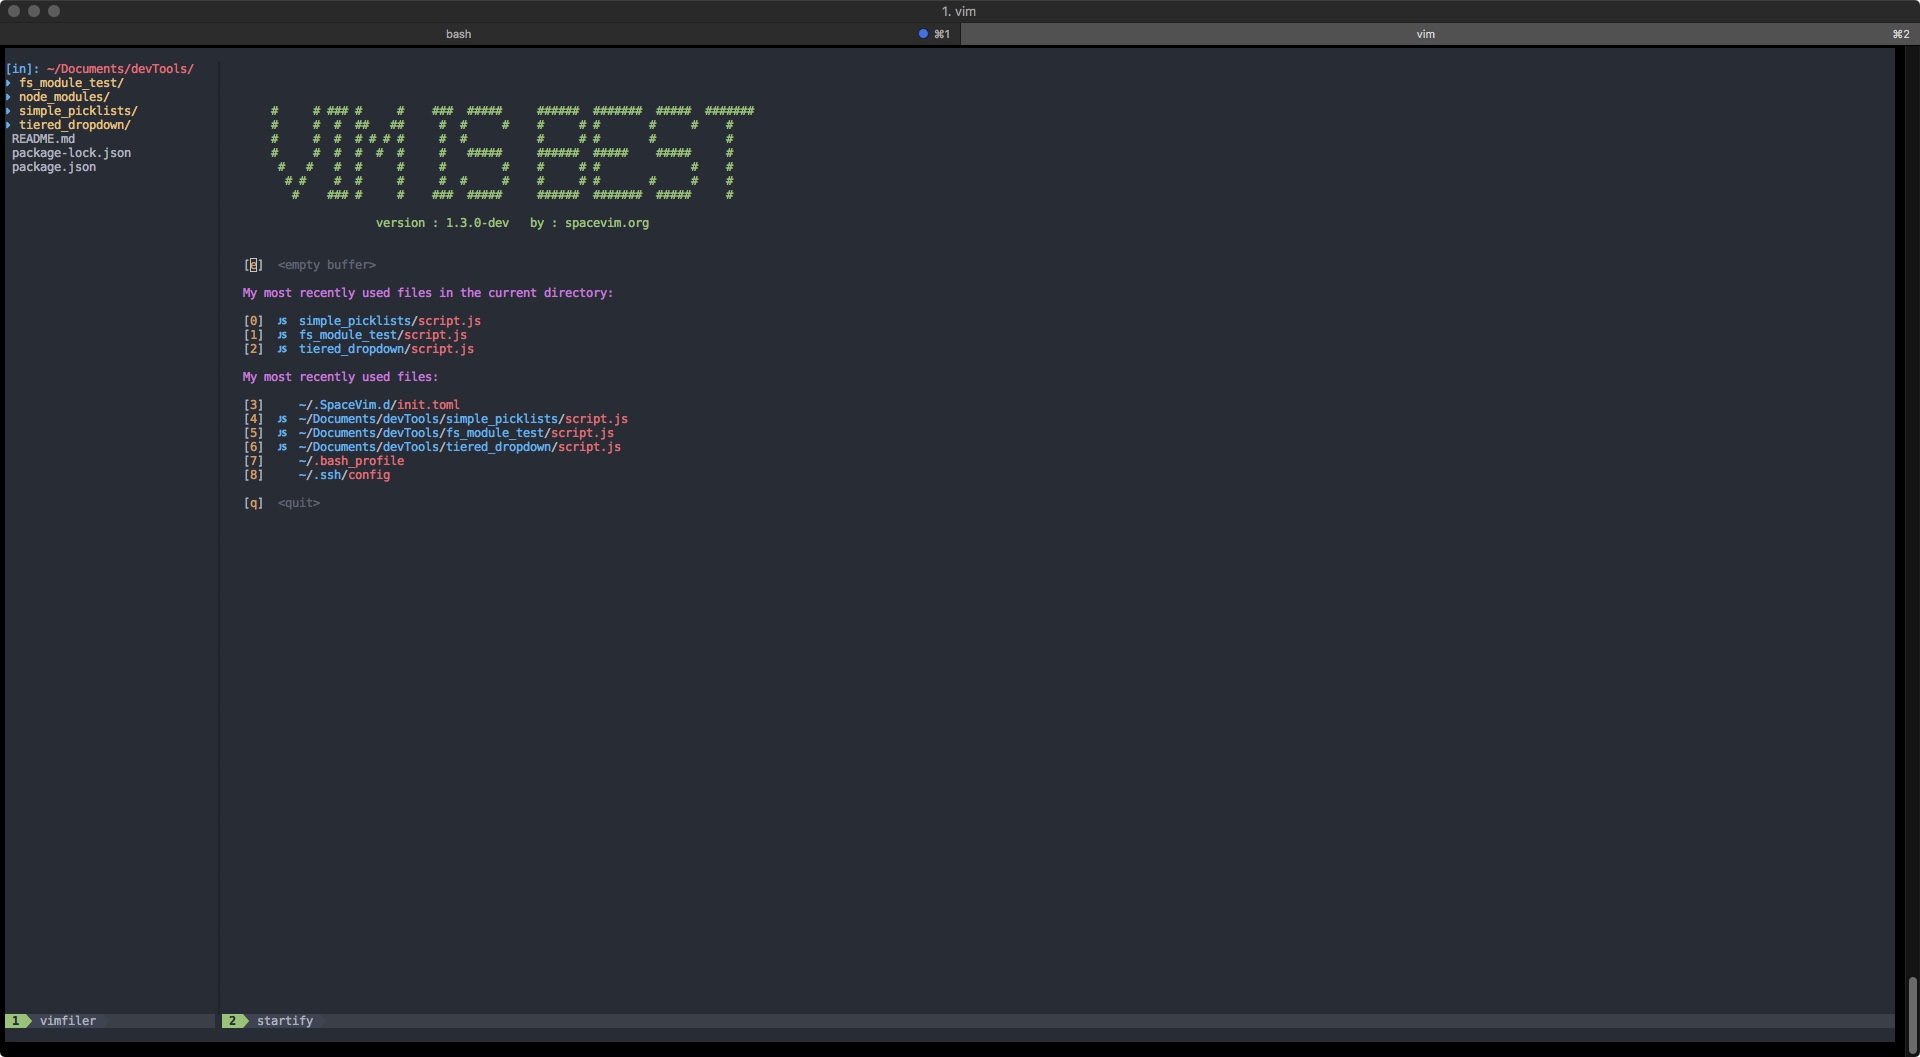 1. vim
bash ⌘1 vim ⌘2
[in]: ~/Documents/devTools/
fs_module_test/
node_modules/
simple_picklists/
tiered_dropdown/
README.md
package-lock.json
package.json
VIM IS BEST
version : 1.3.0-dev   by : spacevim.org
[e]  <empty buffer>
My most recently used files in the current directory:
[0]  JS  simple_picklists/script.js
[1]  JS  fs_module_test/script.js
[2]  JS  tiered_dropdown/script.js
My most recently used files:
[3]  ~/.SpaceVim.d/init.toml
[4]  JS  ~/Documents/devTools/simple_picklists/script.js
[5]  JS  ~/Documents/devTools/fs_module_test/script.js
[6]  JS  ~/Documents/devTools/tiered_dropdown/script.js
[7]  ~/.bash_profile
[8]  ~/.ssh/config
[q]  <quit>
1 vimfiler 2 startify